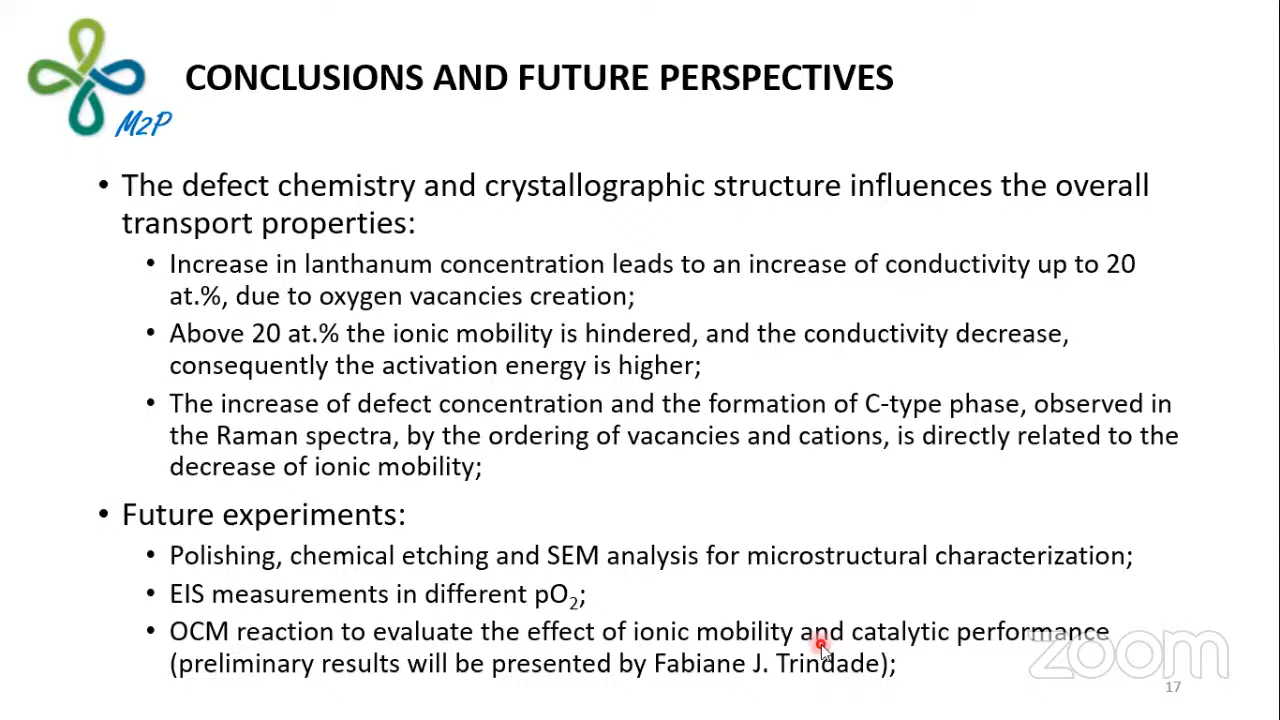 CONCLUSIONS AND FUTURE PERSPECTIVES
M2P
• The defect chemistry and crystallographic structure influences the overall
transport properties:
• Increase in lanthanum concentration leads to an increase of conductivity up to 20
at.%, due to oxygen vacancies creation;
• Above 20 at.% the ionic mobility is hindered, and the conductivity decrease,
consequently the activation energy is higher;
• The increase of defect concentration and the formation of C-type phase, observed in
the Raman spectra, by the ordering of vacancies and cations, is directly related to the
decrease of ionic mobility;
• Future experiments:
• Polishing, chemical etching and SEM analysis for microstructural characterization;
• EIS measurements in different pO₂;
• OCM reaction to evaluate the effect of ionic mobility and catalytic performance
(preliminary results will be presented by Fabiane J. Trindade);
zoom
17